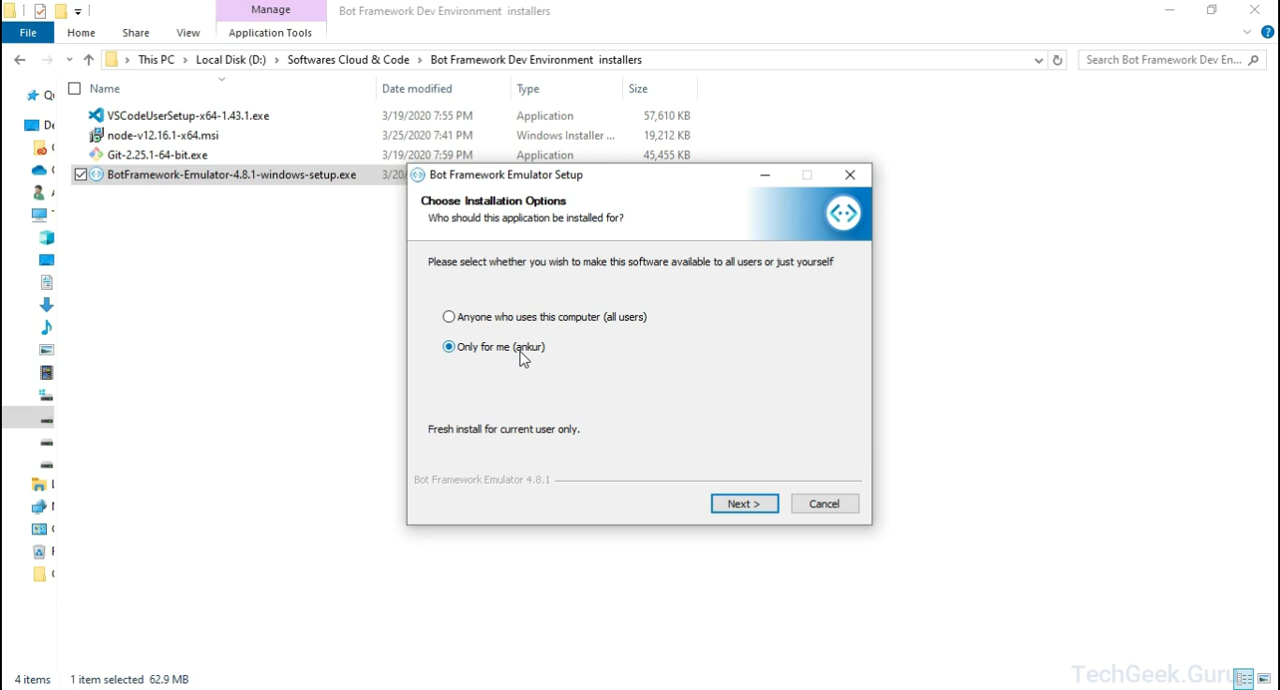 Manage
Bot Framework Dev Environment installers
File
Home
Share
View
Application Tools
This PC > Local Disk (D:) > Softwares Cloud & Code > Bot Framework Dev Environment installers
Search Bot Framework Dev En...
Name
Date modified
Type
Size
VSCodeUserSetup-x64-1.43.1.exe 3/19/2020 7:55 PM Application 57,610 KB
node-v12.16.1-x64.msi 3/25/2020 7:41 PM Windows Installer ... 19,212 KB
Git-2.25.1-64-bit.exe 3/19/2020 7:59 PM Application 45,455 KB
BotFramework-Emulator-4.8.1-windows-setup.exe 3/20/
Bot Framework Emulator Setup
Choose Installation Options
Who should this application be installed for?
Please select whether you wish to make this software available to all users or just yourself
Anyone who uses this computer (all users)
Only for me (ankur)
Fresh install for current user only.
Bot Framework Emulator 4.8.1
Next >
Cancel
4 items
1 item selected 62.9 MB
TechGeek.Guru